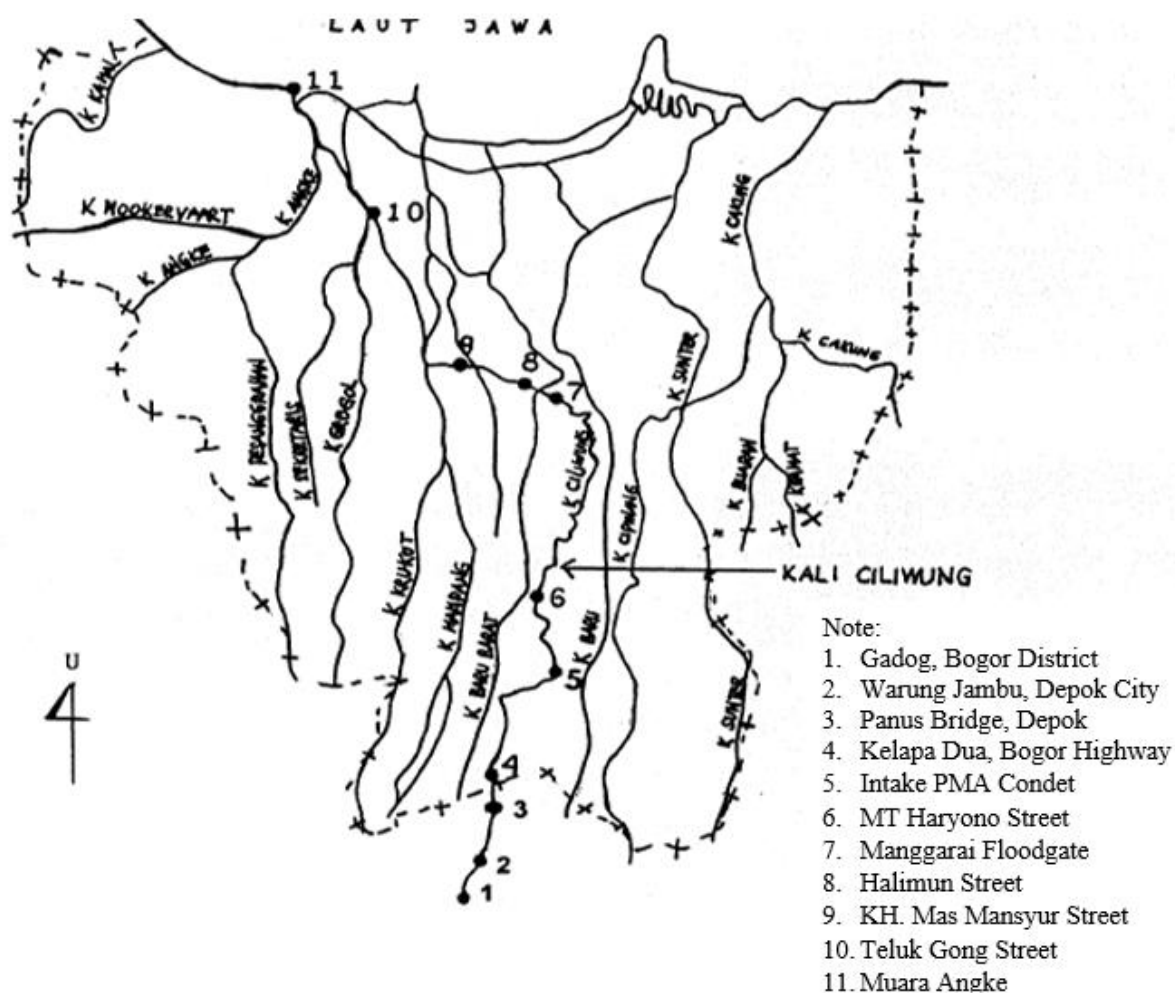 LAUT JAWA
11
K KAMAL
K MOOKERVAART
K ANGKE
10
K ANGKE
K CAKUNG
K CAKUNG
9
8
7
K SUNTER
K PESANGGRAHAN
K SEKRETARIS
K GROGOL
K CILIWUNG
K BUARAN
K KRUKUT
K MAMPANG
K CIPINANG
KALI CILIWUNG
6
K BARU BARAT
5
K BARU
K SUNTER
U
4
3
2
1
Note:
1. Gadog, Bogor District
2. Warung Jambu, Depok City
3. Panus Bridge, Depok
4. Kelapa Dua, Bogor Highway
5. Intake PMA Condet
6. MT Haryono Street
7. Manggarai Floodgate
8. Halimun Street
9. KH. Mas Mansyur Street
10. Teluk Gong Street
11. Muara Angke